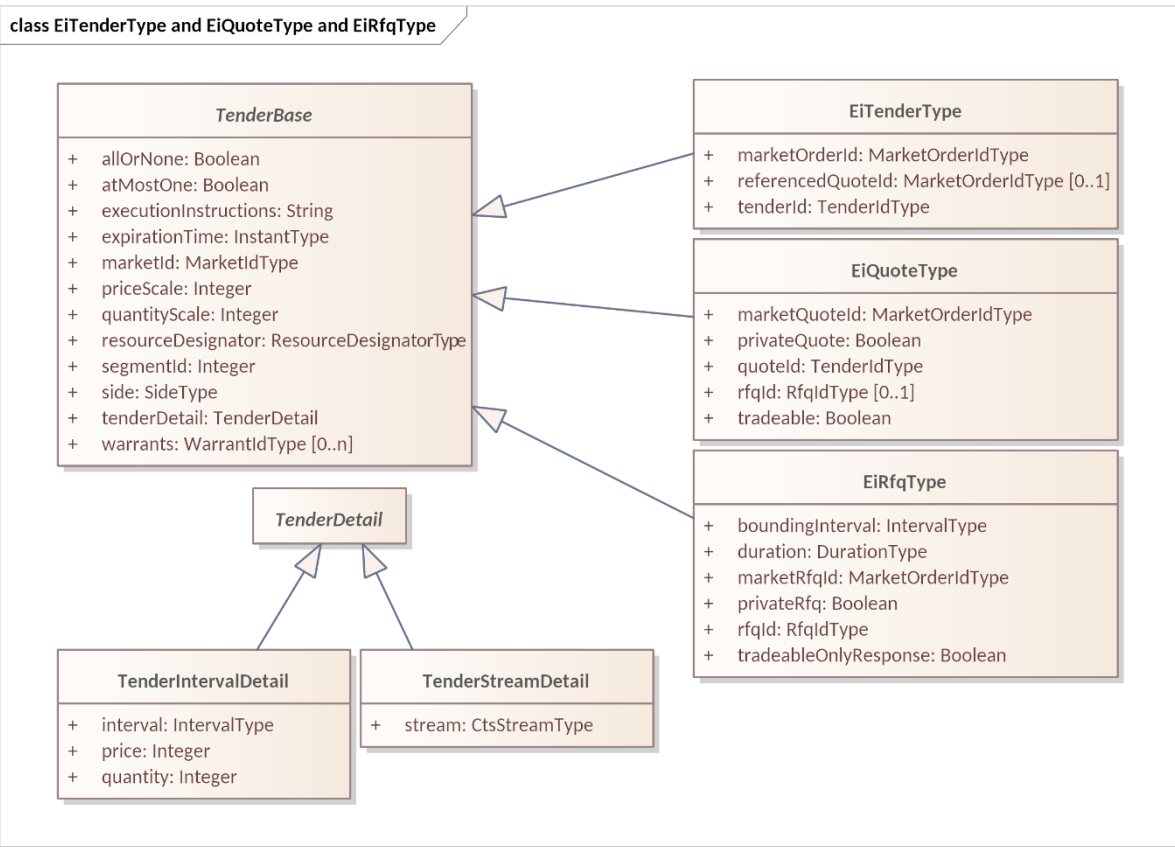 class EiTenderType and EiQuoteType and EiRfqType
TenderBase
+ allOrNone: Boolean
+ atMostOne: Boolean
+ executionInstructions: String
+ expirationTime: InstantType
+ marketId: MarketIdType
+ priceScale: Integer
+ quantityScale: Integer
+ resourceDesignator: ResourceDesignatorType
+ segmentId: Integer
+ side: SideType
+ tenderDetail: TenderDetail
+ warrants: WarrantIdType [0..n]
EiTenderType
+ marketOrderId: MarketOrderIdType
+ referencedQuoteId: MarketOrderIdType [0..1]
+ tenderId: TenderIdType
EiQuoteType
+ marketQuoteId: MarketOrderIdType
+ privateQuote: Boolean
+ quoteId: TenderIdType
+ rfqId: RfqIdType [0..1]
+ tradeable: Boolean
EiRfqType
+ boundingInterval: IntervalType
+ duration: DurationType
+ marketRfqId: MarketOrderIdType
+ privateRfq: Boolean
+ rfqId: RfqIdType
+ tradeableOnlyResponse: Boolean
TenderDetail
TenderIntervalDetail
+ interval: IntervalType
+ price: Integer
+ quantity: Integer
TenderStreamDetail
+ stream: CtsStreamType